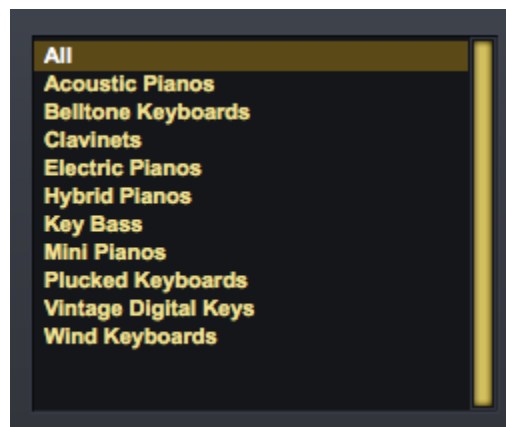 All
Acoustic Pianos
Belltone Keyboards
Clavinets
Electric Pianos
Hybrid Pianos
Key Bass
Mini Pianos
Plucked Keyboards
Vintage Digital Keys
Wind Keyboards